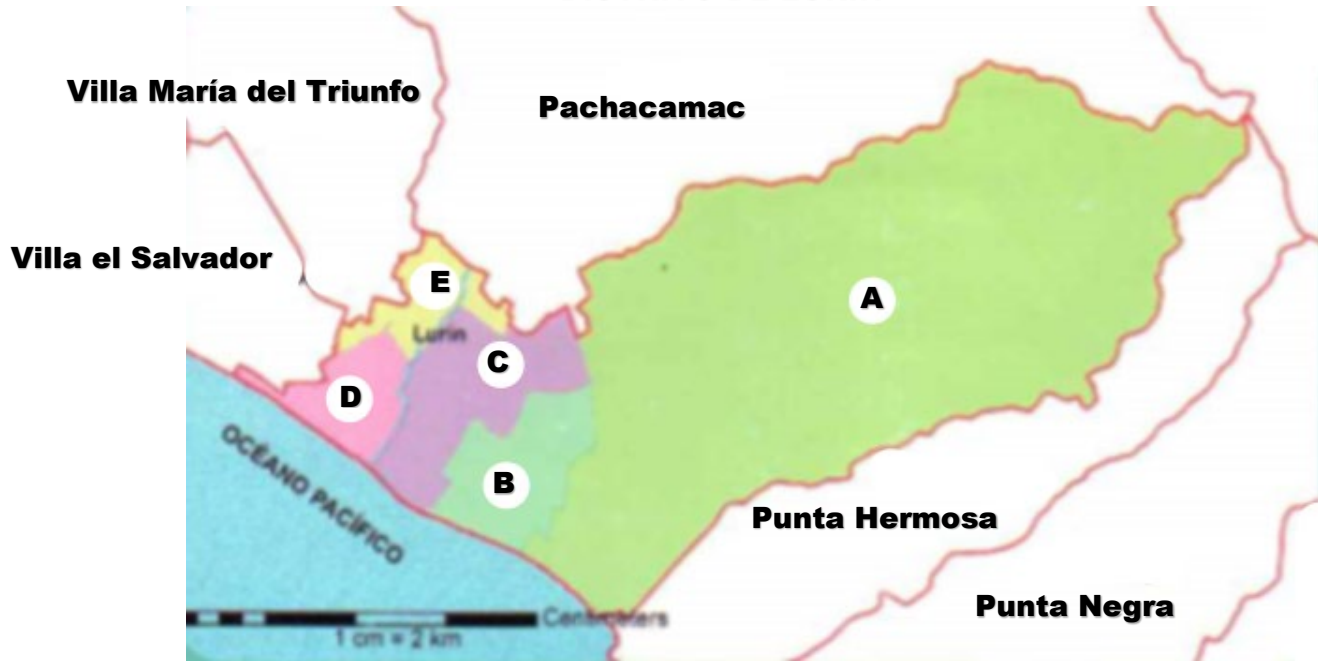 Villa María del Triunfo
Pachacamac
Villa el Salvador
E
A
Lurin
C
D
OCÉANO PACÍFICO
B
Punta Hermosa
Punta Negra
Centimeters
1 cm = 2 km